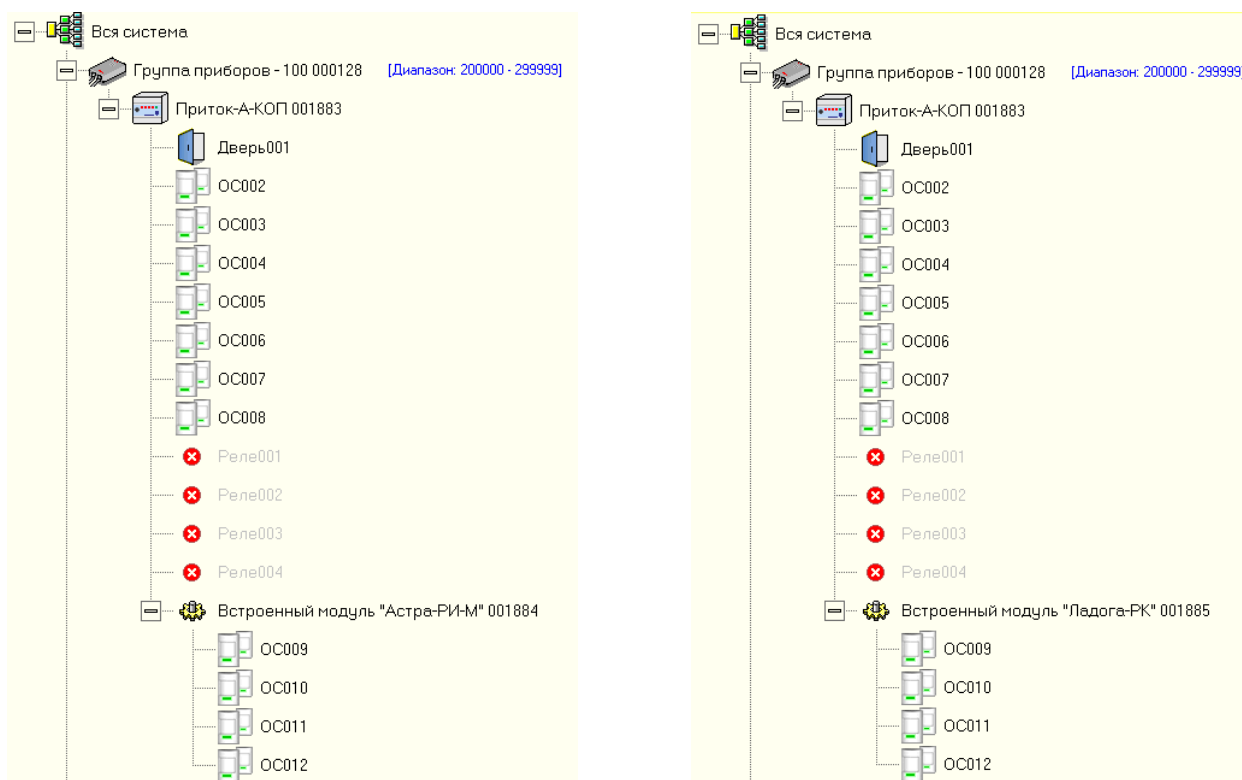 Вся система
Группа приборов - 100 000128 [Диапазон: 200000 - 299999]
Приток-А-КОП 001883
Дверь001
ОС002
ОС003
ОС004
ОС005
ОС006
ОС007
ОС008
Реле001
Реле002
Реле003
Реле004
Встроенный модуль "Астра-РИ-М" 001884
ОС009
ОС010
ОС011
ОС012
Вся система
Группа приборов - 100 000128 [Диапазон: 200000 - 299999]
Приток-А-КОП 001883
Дверь001
ОС002
ОС003
ОС004
ОС005
ОС006
ОС007
ОС008
Реле001
Реле002
Реле003
Реле004
Встроенный модуль "Ладога-РК" 001885
ОС009
ОС010
ОС011
ОС012